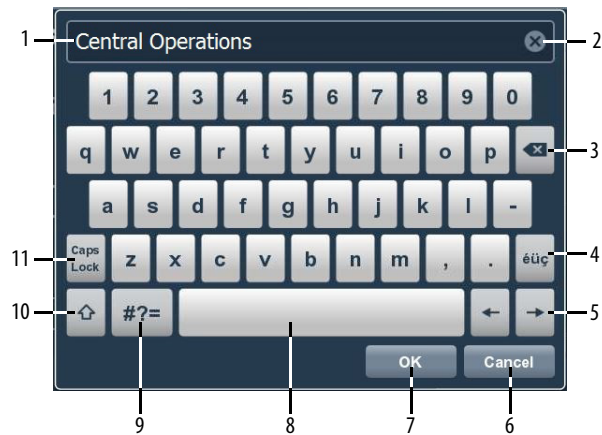 1 Central Operations 2
1 2 3 4 5 6 7 8 9 0
q w e r t y u i o p 3
a s d f g h j k l -
11 Caps Lock z x c v b n m , . éüç 4
10 #?= ← → 5
OK Cancel
9 8 7 6